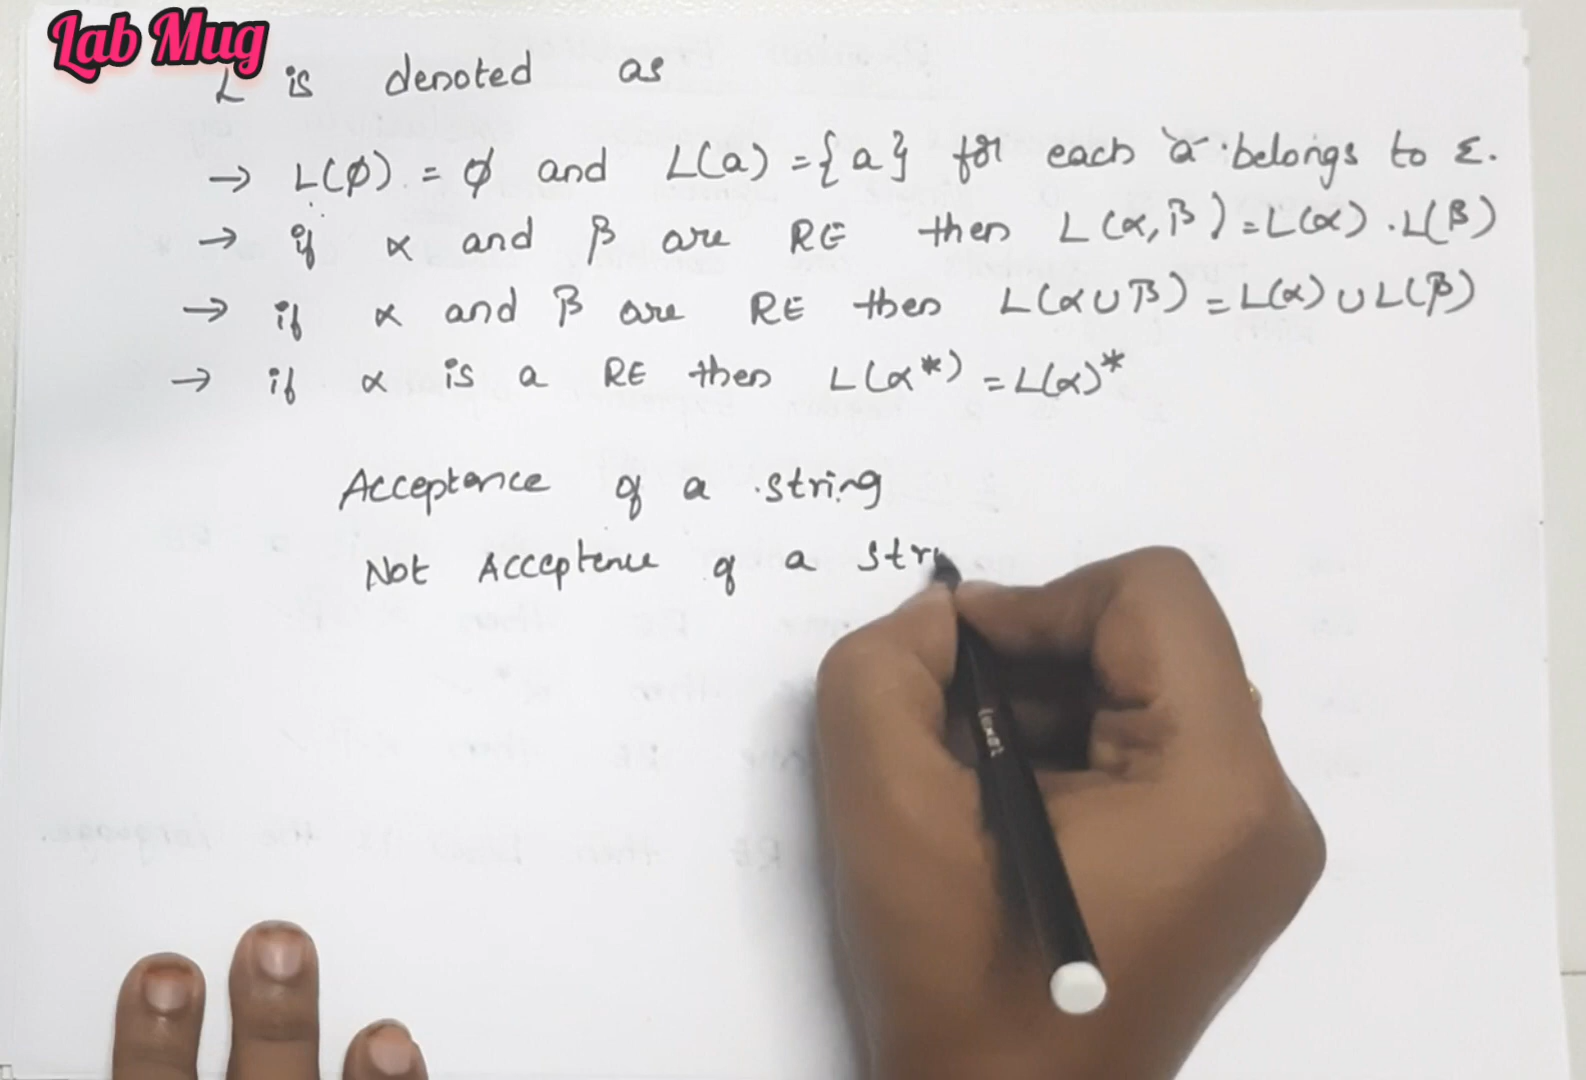 Lab Mug
L is denoted as
→ L(ϕ) = ϕ and L(a) = {a} for each 'a' belongs to Σ.
→ if α and β are RE then L(α, β) = L(α) . L(β)
→ if α and β are RE then L(α ∪ β) = L(α) ∪ L(β)
→ if α is a RE then L(α*) = L(α)*
Acceptance of a string
Not Acceptence of a str